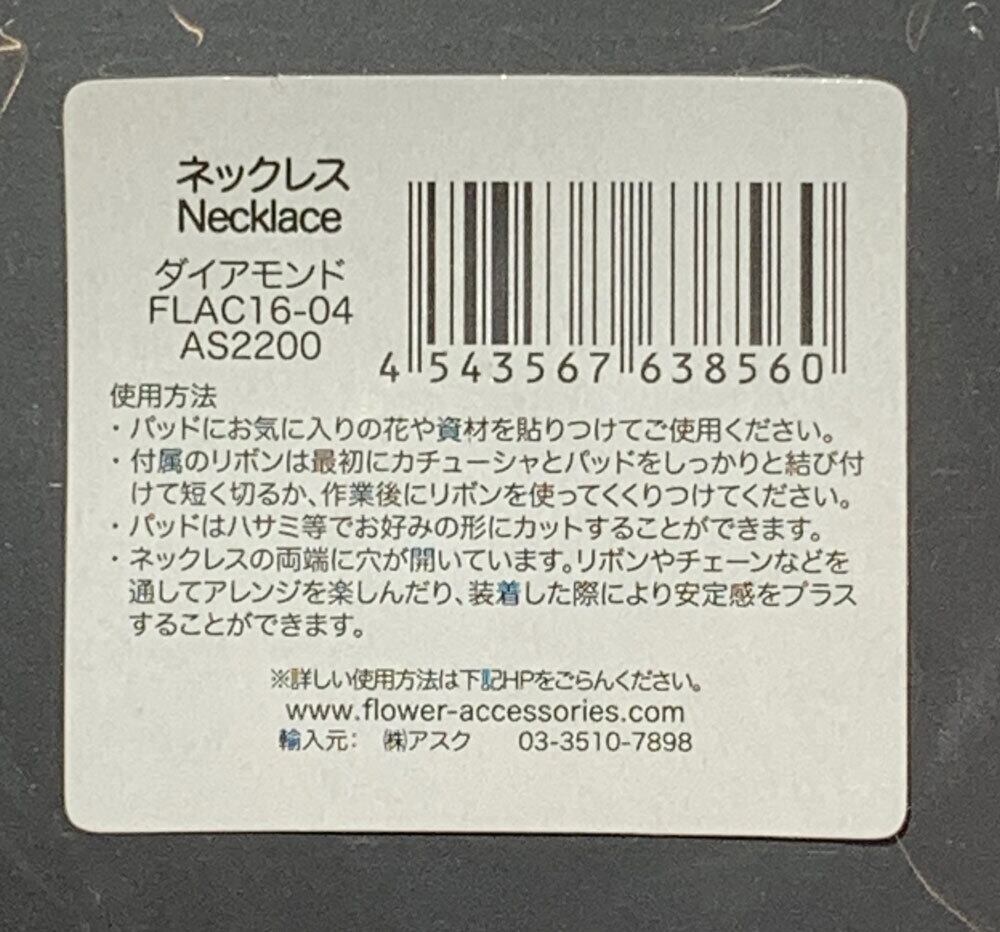 ネックレス
Necklace
ダイアモンド
FLAC16-04
AS2200
4 543567 638560
使用方法
・パッドにお気に入りの花や資材を貼りつけてご使用ください。
・付属のリボンは最初にカチューシャとパッドをしっかりと結び付
けて短く切るか、作業後にリボンを使ってくくりつけてください。
・パッドはハサミ等でお好みの形にカットすることができます。
・ネックレスの両端に穴が開いています。リボンやチェーンなどを
通してアレンジを楽しんだり、装着した際により安定感をプラス
することができます。
※詳しい使用方法は下記HPをごらんください。
www.flower-accessories.com
輸入元： ㈱アスク 03-3510-7898